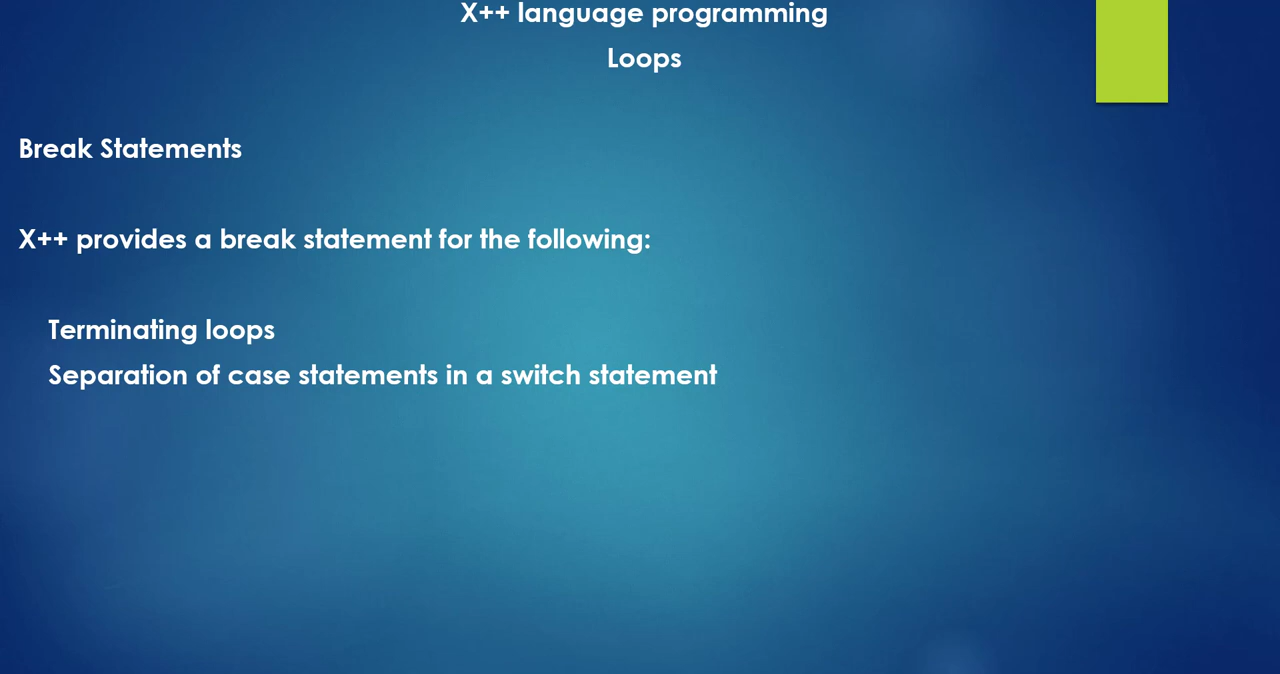 X++ language programming
Loops
Break Statements
X++ provides a break statement for the following:
Terminating loops
Separation of case statements in a switch statement